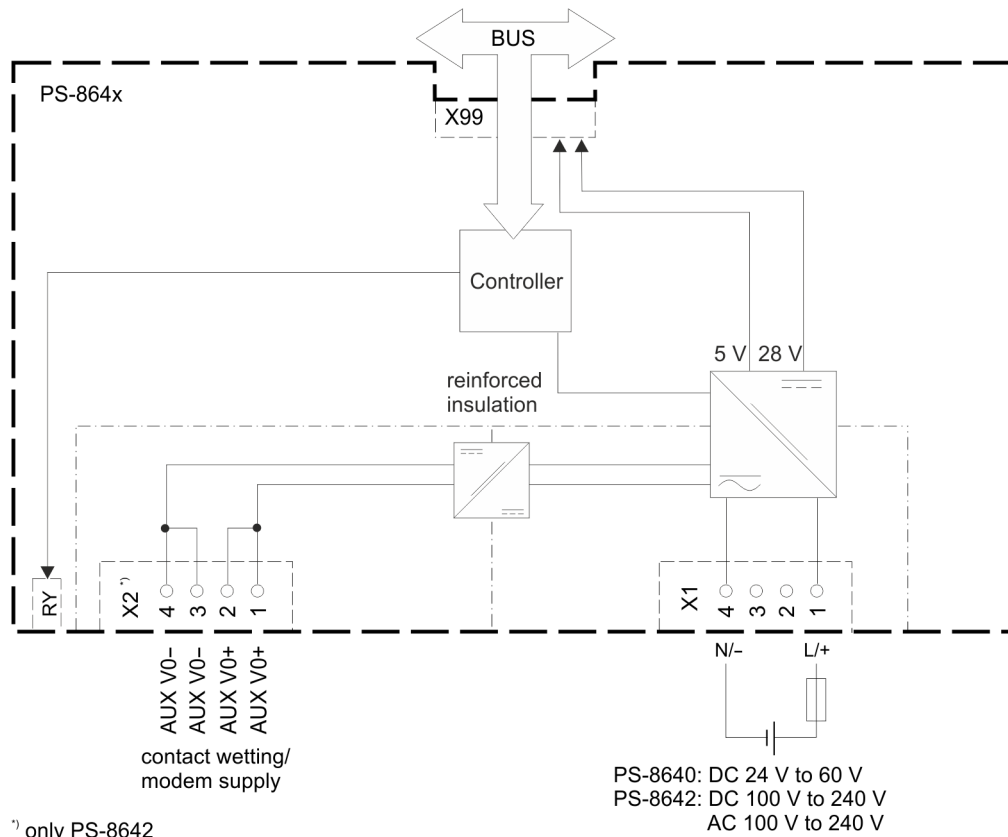 BUS
PS-864x
X99
Controller
5 V 28 V
reinforced
insulation
RY
X2 *)
4 3 2 1
X1
4 3 2 1
N/– L/+
AUX V0–
AUX V0–
AUX V0+
AUX V0+
contact wetting/
modem supply
PS-8640: DC 24 V to 60 V
PS-8642: DC 100 V to 240 V
AC 100 V to 240 V
*) only PS-8642